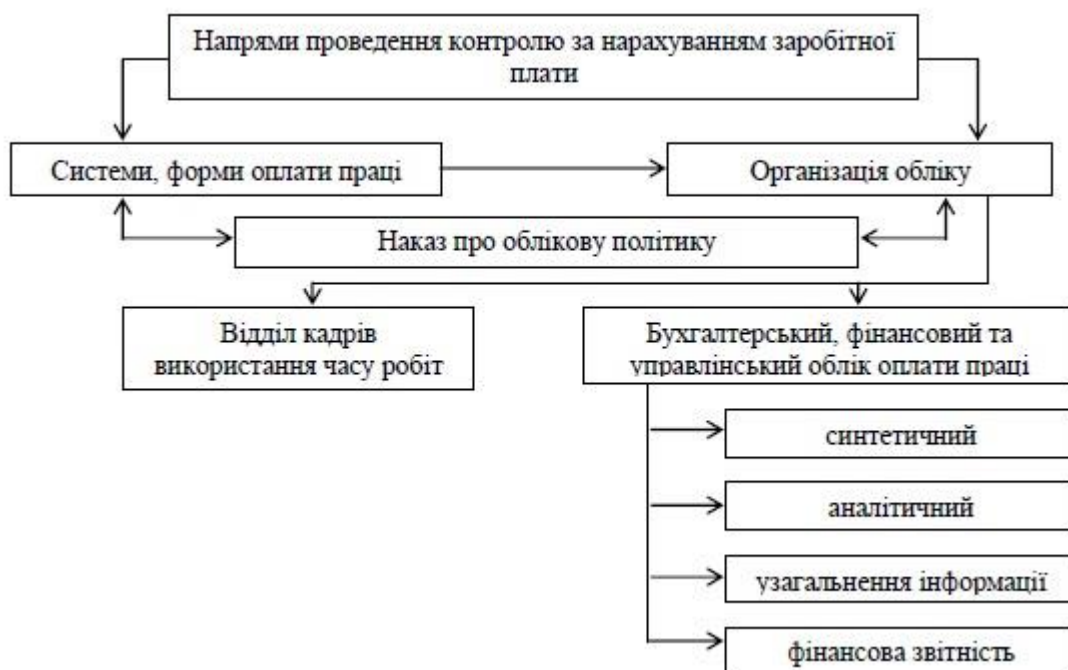 Напрями проведення контролю за нарахуванням заробітної
плати
Системи, форми оплати праці
Організація обліку
Наказ про облікову політику
Відділ кадрів
використання часу робіт
Бухгалтерський, фінансовий та
управлінський облік оплати праці
синтетичний
аналітичний
узагальнення інформації
фінансова звітність